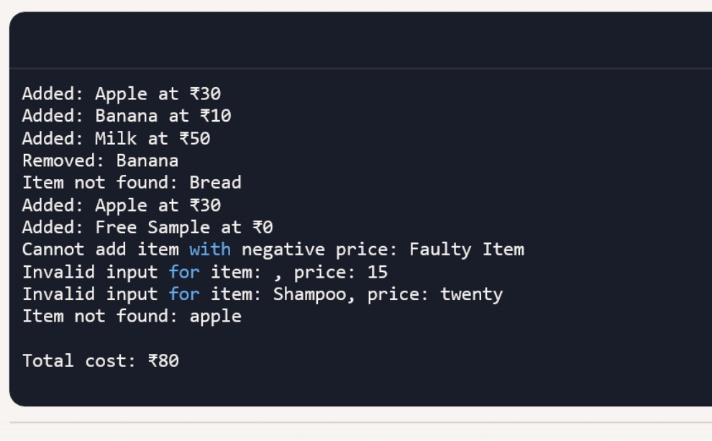 Added: Apple at ₹30
Added: Banana at ₹10
Added: Milk at ₹50
Removed: Banana
Item not found: Bread
Added: Apple at ₹30
Added: Free Sample at ₹0
Cannot add item with negative price: Faulty Item
Invalid input for item: , price: 15
Invalid input for item: Shampoo, price: twenty
Item not found: apple
Total cost: ₹80